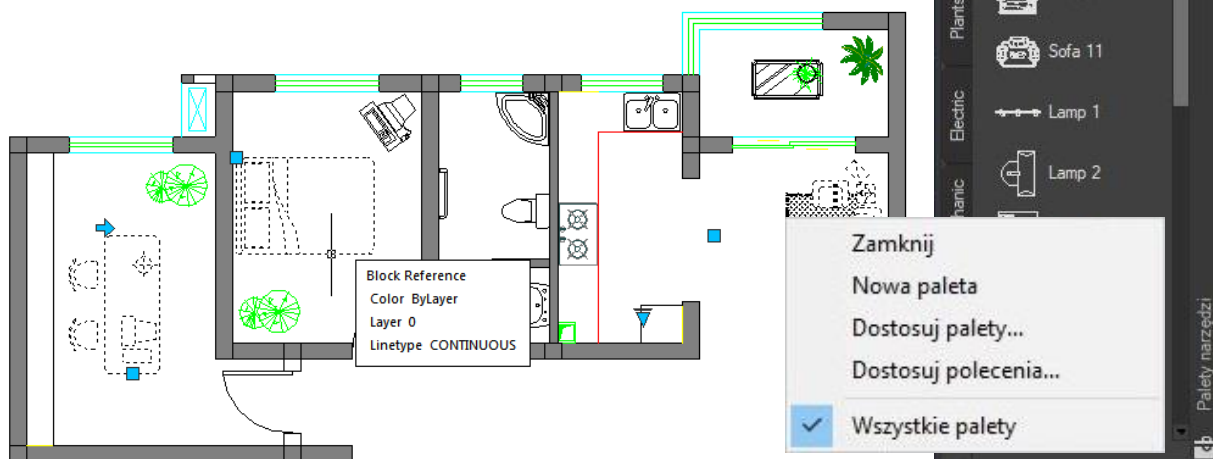 Plants
Sofa 11
Electric
Lamp 1
Lamp 2
Block Reference
Color ByLayer
Layer 0
Linetype CONTINUOUS
Zamknij
Nowa paleta
Dostosuj palety...
Dostosuj polecenia...
Wszystkie palety
Palety narzędzi